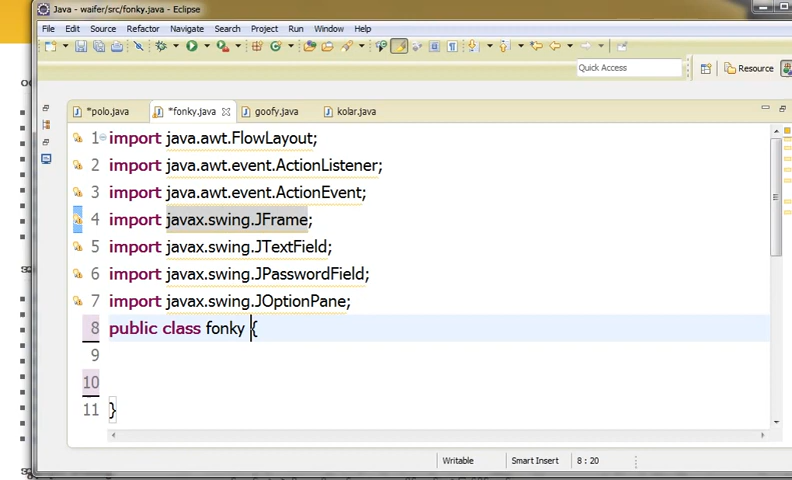 Java - waifer/src/fonky.java - Eclipse
File Edit Source Refactor Navigate Search Project Run Window Help
Quick Access
Resource
*polo.java *fonky.java goofy.java kolar.java
1 import java.awt.FlowLayout;
2 import java.awt.event.ActionListener;
3 import java.awt.event.ActionEvent;
4 import javax.swing.JFrame;
5 import javax.swing.JTextField;
6 import javax.swing.JPasswordField;
7 import javax.swing.JOptionPane;
8 public class fonky {
9
10
11 }
Writable Smart Insert 8 : 20